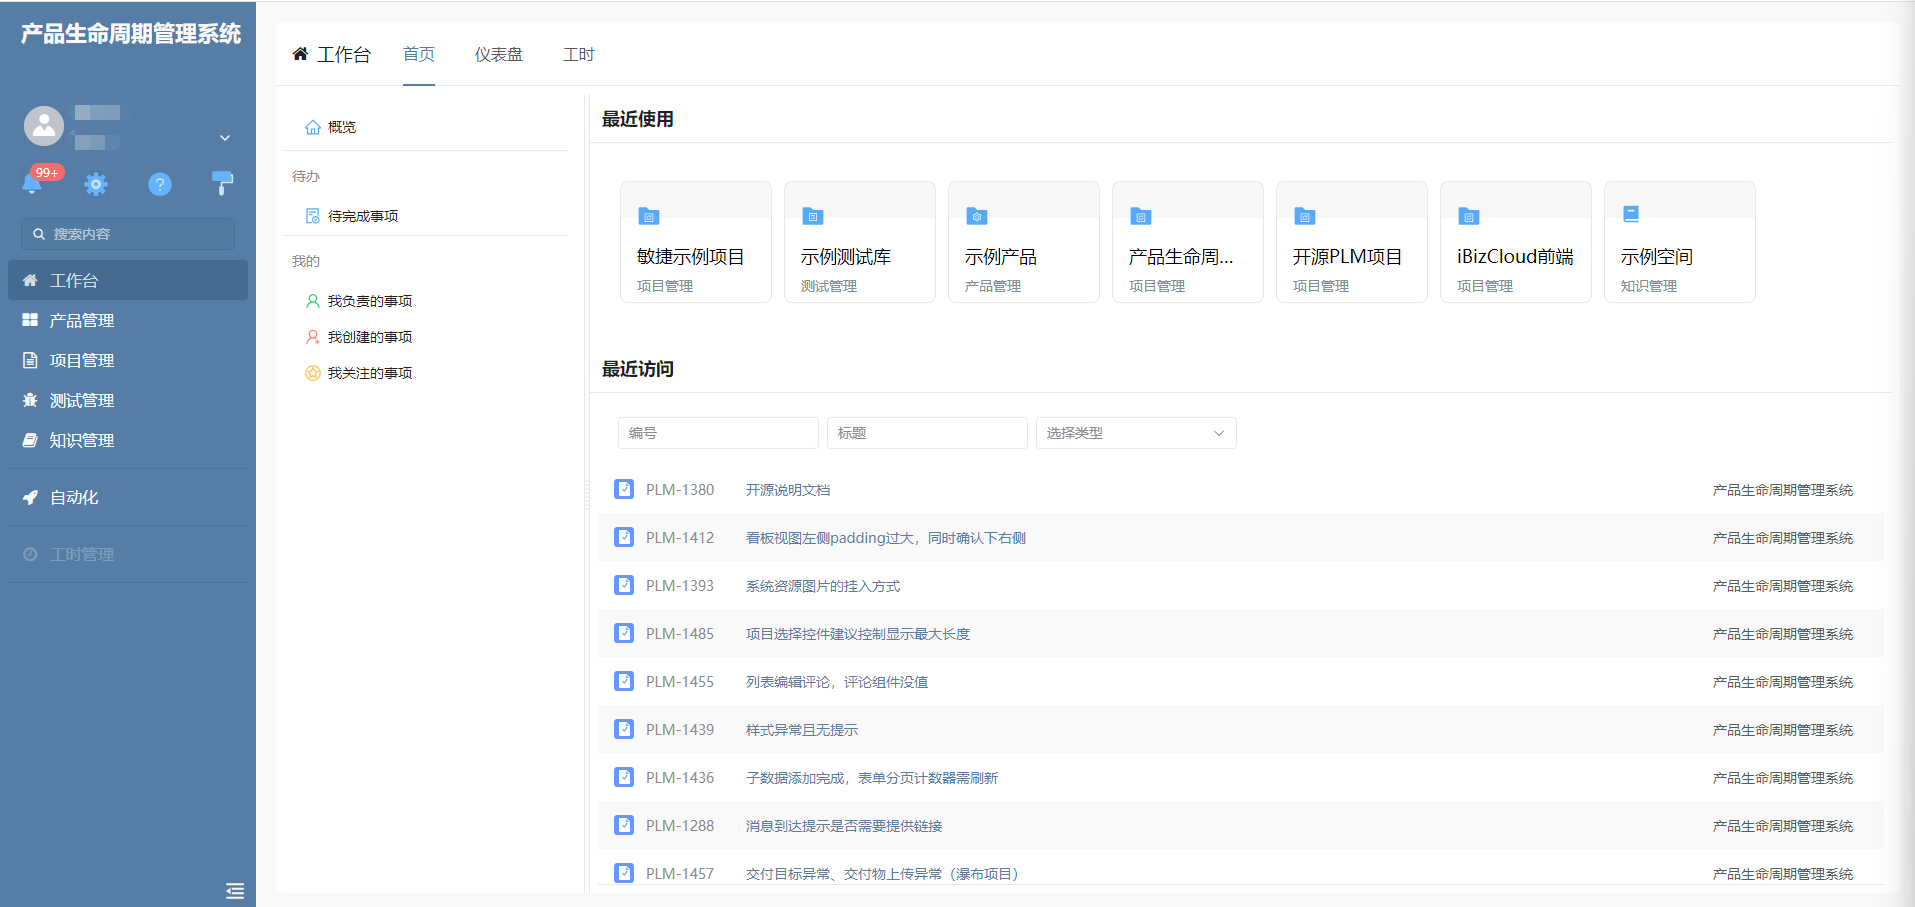 产品生命周期管理系统
99+
搜索内容
工作台
产品管理
项目管理
测试管理
知识管理
自动化
工时管理
工作台 首页 仪表盘 工时
概览
待办
待完成事项
我的
我负责的事项
我创建的事项
我关注的事项
最近使用
敏捷示例项目
项目管理
示例测试库
测试管理
示例产品
产品管理
产品生命周...
项目管理
开源PLM项目
项目管理
iBizCloud前端
项目管理
示例空间
知识管理
最近访问
编号 标题 选择类型
PLM-1380 开源说明文档 产品生命周期管理系统
PLM-1412 看板视图左侧padding过大，同时确认下右侧 产品生命周期管理系统
PLM-1393 系统资源图片的挂入方式 产品生命周期管理系统
PLM-1485 项目选择控件建议控制显示最大长度 产品生命周期管理系统
PLM-1455 列表编辑评论，评论组件没值 产品生命周期管理系统
PLM-1439 样式异常且无提示 产品生命周期管理系统
PLM-1436 子数据添加完成，表单分页计数器需刷新 产品生命周期管理系统
PLM-1288 消息到达提示是否需要提供链接 产品生命周期管理系统
PLM-1457 交付目标异常、交付物上传异常（瀑布项目） 产品生命周期管理系统